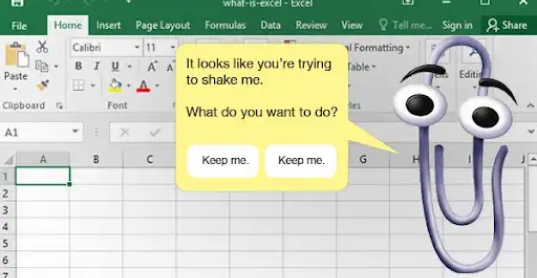 what-is-excel - Excel
File Home Insert Page Layout Formulas Data Review View Tell me... Sign in Share
Calibri 11
Paste
B I U
A A
Formatting
Table
Editi
Clipboard Font
It looks like you're trying
to shake me.
What do you want to do?
Keep me. Keep me.
A1
A B C G H I J
1
2
3
4
5
6
7